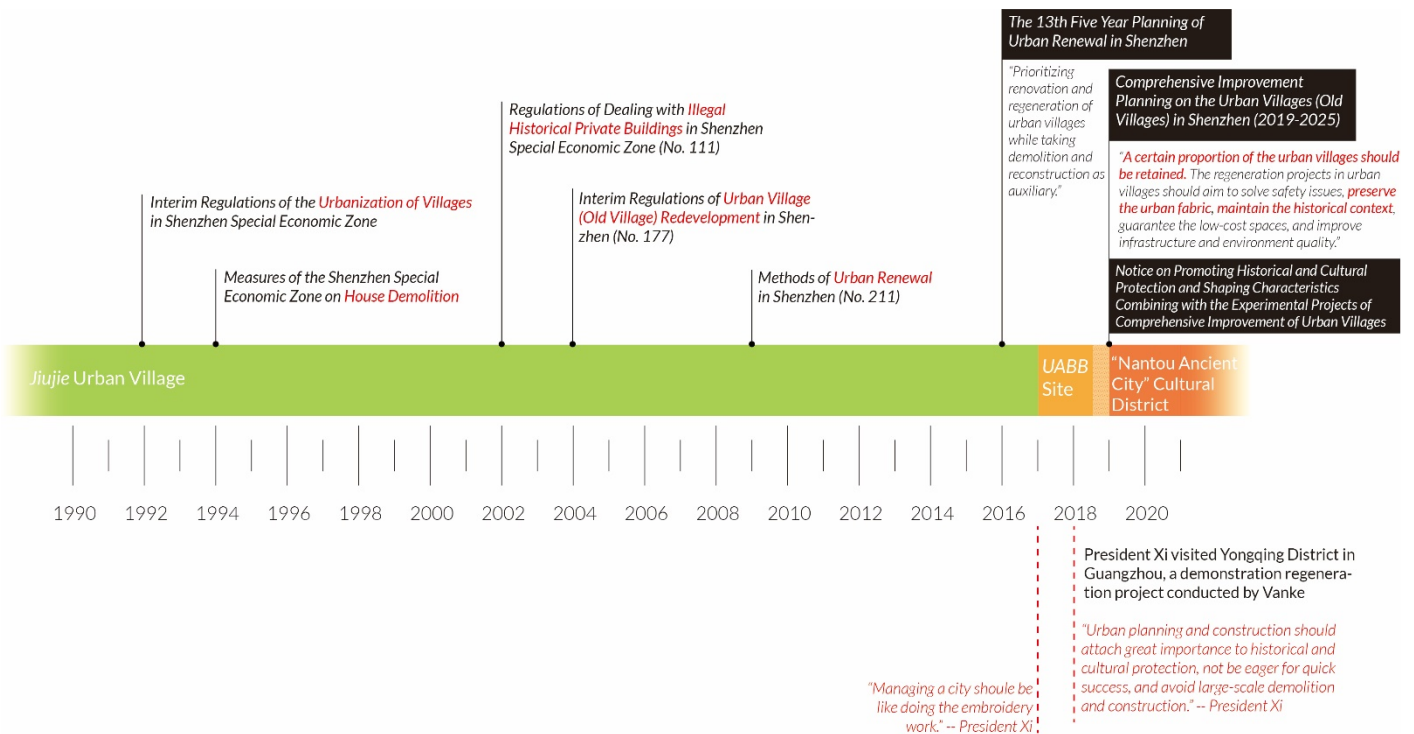 The 13th Five Year Planning of
Urban Renewal in Shenzhen
"Prioritizing
renovation and
regeneration of
urban villages
while taking
demolition and
reconstruction as
auxiliary."
Comprehensive Improvement
Planning on the Urban Villages (Old
Villages) in Shenzhen (2019-2025)
"A certain proportion of the urban villages should
be retained. The regeneration projects in urban
villages should aim to solve safety issues, preserve
the urban fabric, maintain the historical context,
guarantee the low-cost spaces, and improve
infrastructure and environment quality."
Notice on Promoting Historical and Cultural
Protection and Shaping Characteristics
Combining with the Experimental Projects of
Comprehensive Improvement of Urban Villages
Regulations of Dealing with Illegal
Historical Private Buildings in Shenzhen
Special Economic Zone (No. 111)
Interim Regulations of the Urbanization of Villages
in Shenzhen Special Economic Zone
Interim Regulations of Urban Village
(Old Village) Redevelopment in Shen-
zhen (No. 177)
Measures of the Shenzhen Special
Economic Zone on House Demolition
Methods of Urban Renewal
in Shenzhen (No. 211)
Jiujie Urban Village
UABB
Site
"Nantou Ancient
City" Cultural
District
1990 1992 1994 1996 1998 2000 2002 2004 2006 2008 2010 2012 2014 2016 2018 2020
President Xi visited Yongqing District in
Guangzhou, a demonstration regenera-
tion project conducted by Vanke
"Urban planning and construction should
attach great importance to historical and
cultural protection, not be eager for quick
success, and avoid large-scale demolition
and construction." -- President Xi
"Managing a city shoule be
like doing the embroidery
work." -- President Xi